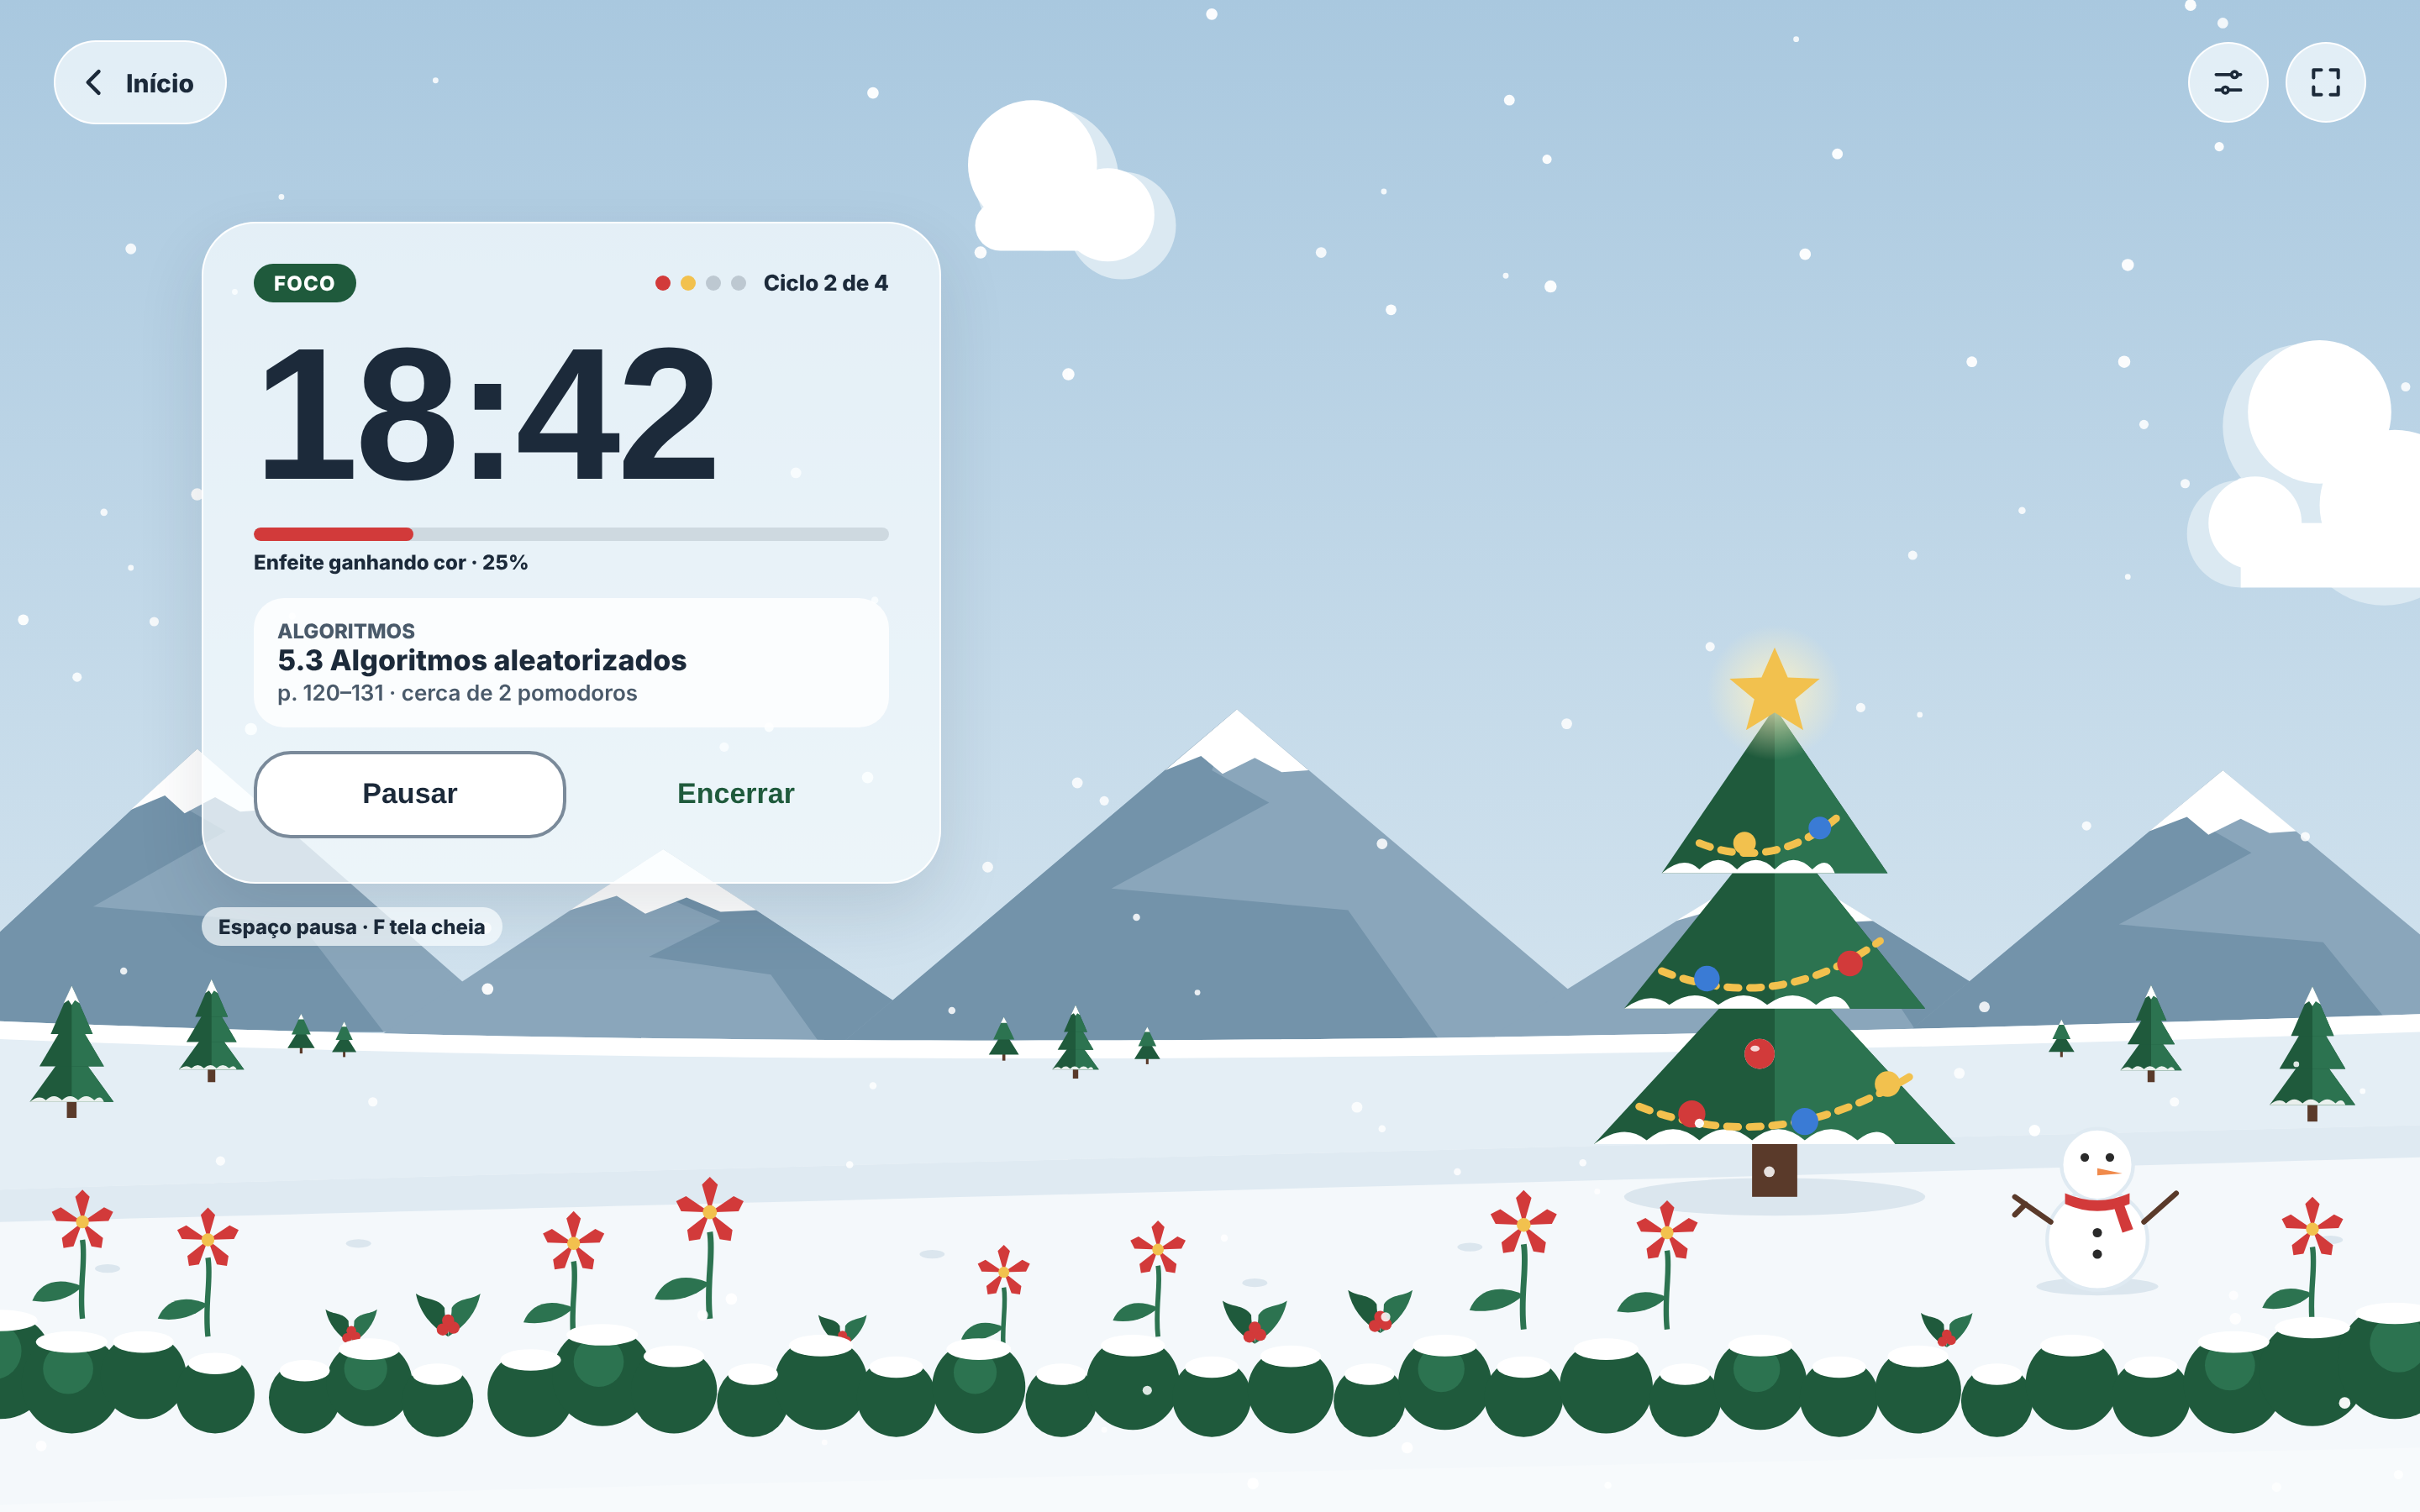 Início
FOCO
Ciclo 2 de 4
18:42
Enfeite ganhando cor · 25%
ALGORITMOS
5.3 Algoritmos aleatorizados
p. 120–131 · cerca de 2 pomodoros
Pausar
Encerrar
Espaço pausa · F tela cheia